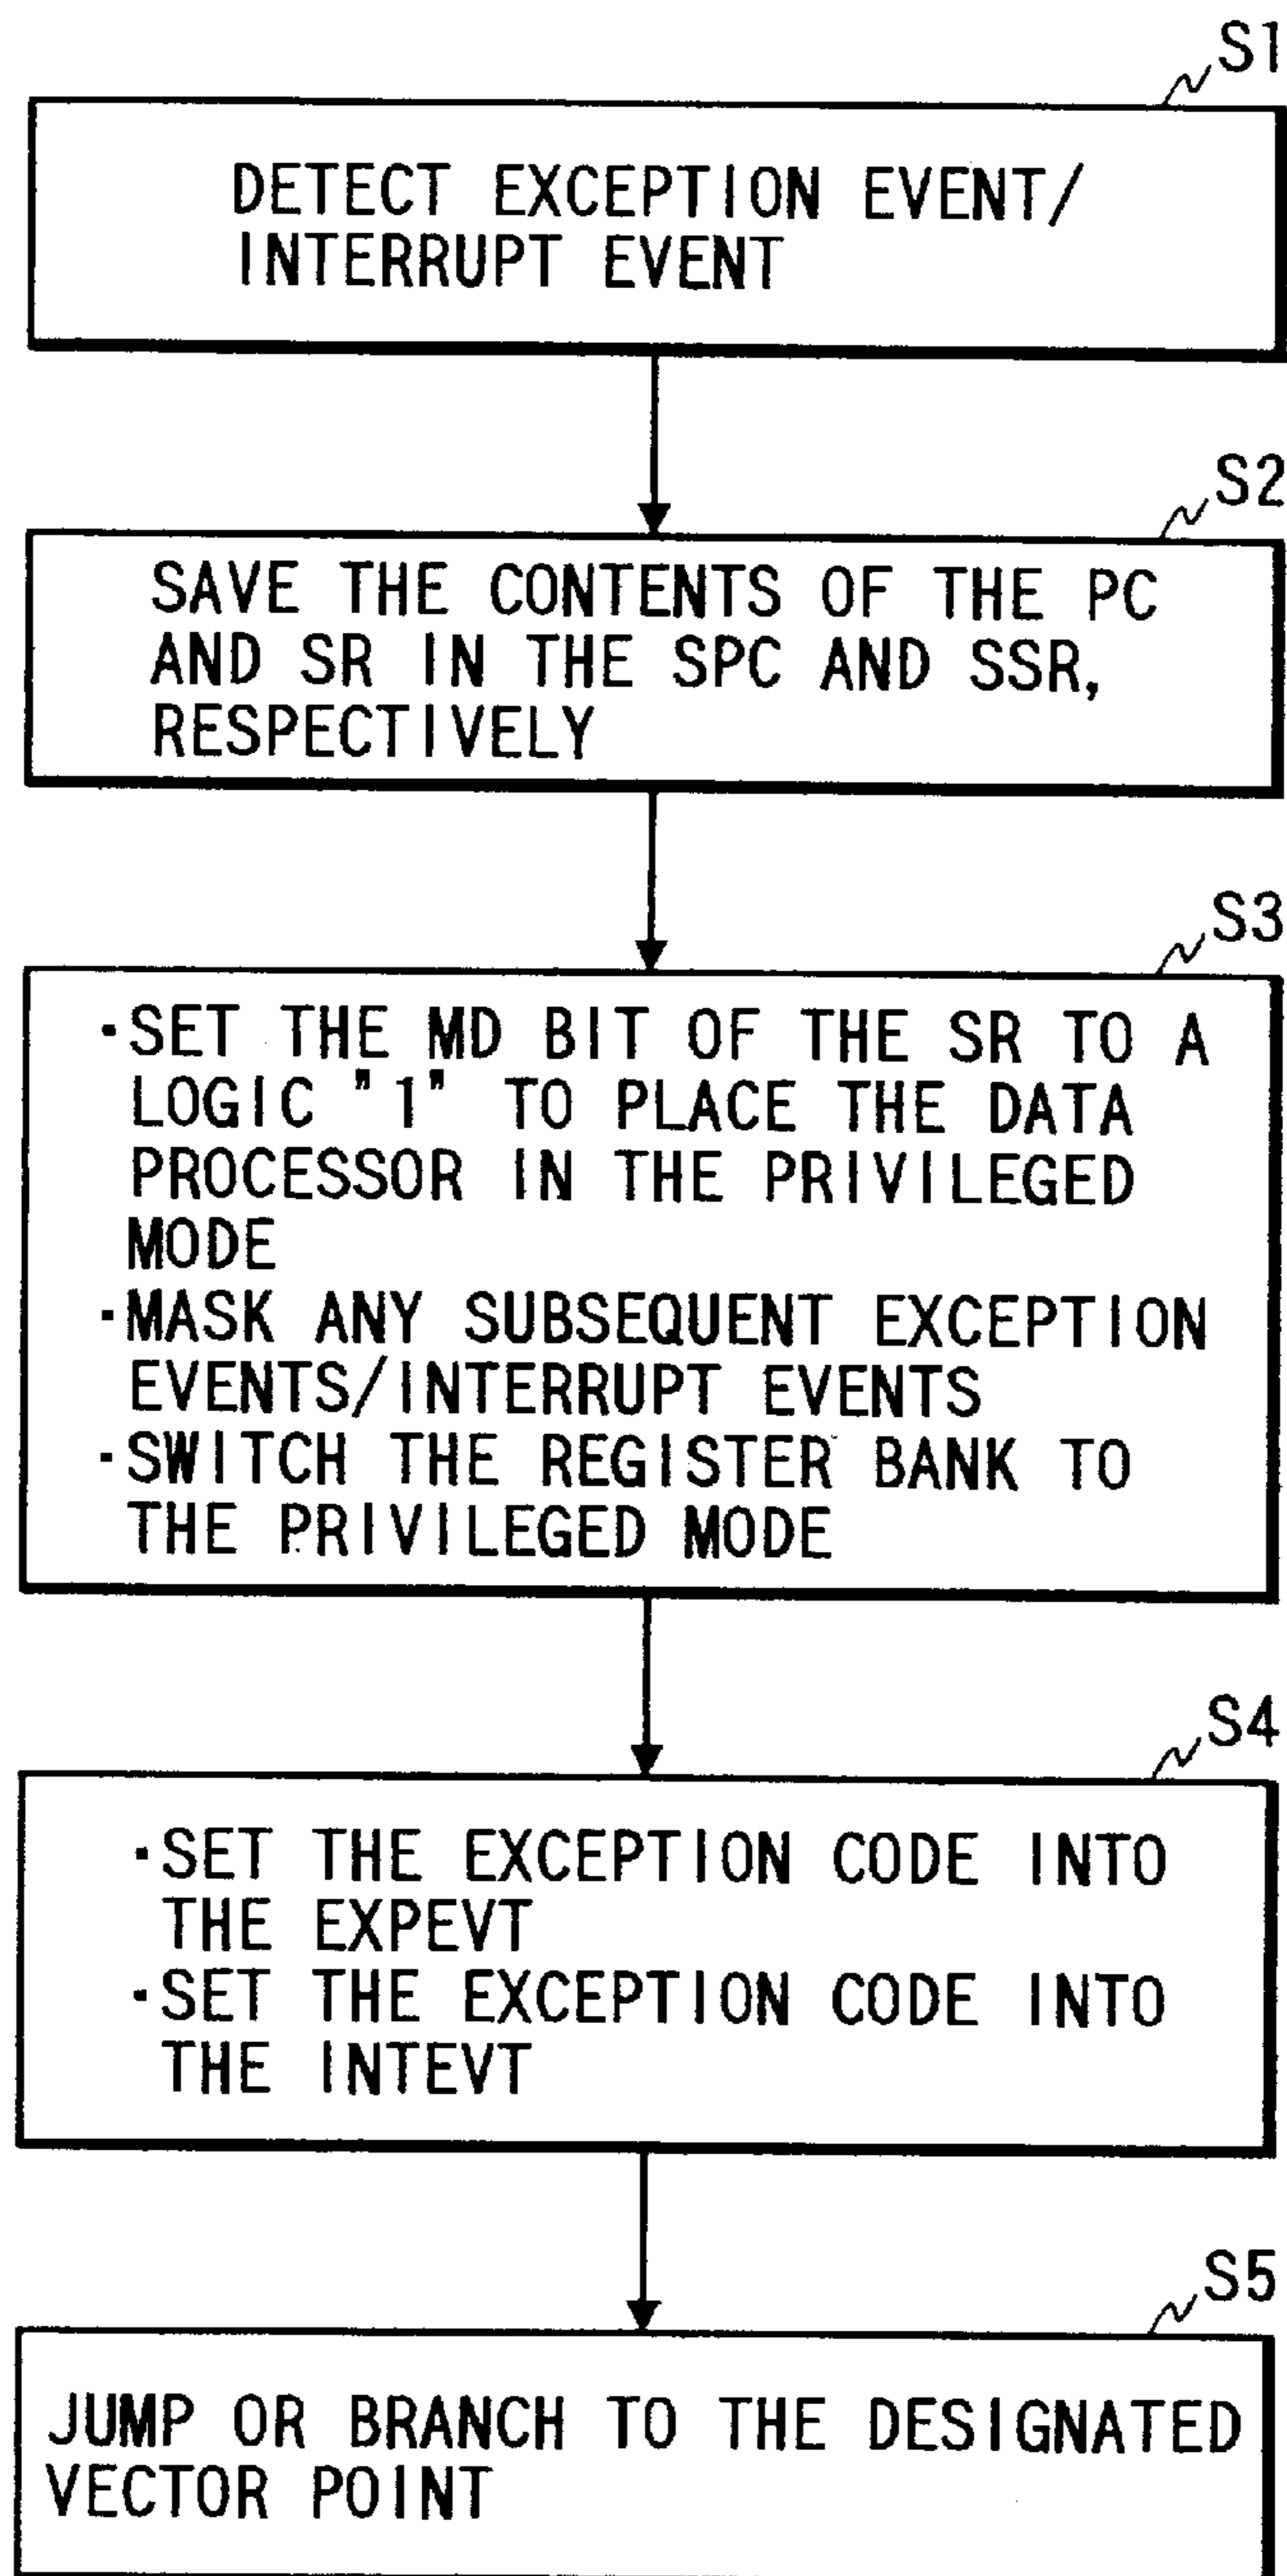 S1
DETECT EXCEPTION EVENT/
INTERRUPT EVENT
S2
SAVE THE CONTENTS OF THE PC
AND SR IN THE SPC AND SSR,
RESPECTIVELY
S3
·SET THE MD BIT OF THE SR TO A
LOGIC "1" TO PLACE THE DATA
PROCESSOR IN THE PRIVILEGED
MODE
·MASK ANY SUBSEQUENT EXCEPTION
EVENTS/INTERRUPT EVENTS
·SWITCH THE REGISTER BANK TO
THE PRIVILEGED MODE
S4
·SET THE EXCEPTION CODE INTO
THE EXPEVT
·SET THE EXCEPTION CODE INTO
THE INTEVT
S5
JUMP OR BRANCH TO THE DESIGNATED
VECTOR POINT